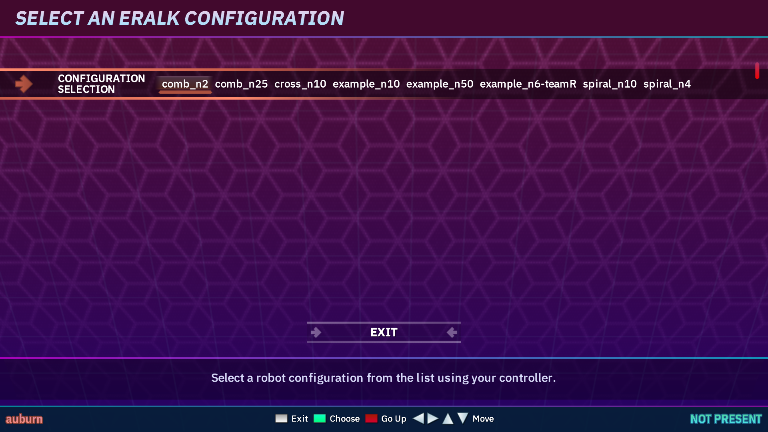 SELECT AN ERALK CONFIGURATION
CONFIGURATION
SELECTION
comb_n2 comb_n25 cross_n10 example_n10 example_n50 example_n6-teamR spiral_n10 spiral_n4
EXIT
Select a robot configuration from the list using your controller.
auburn Exit Choose Go Up Move NOT PRESENT